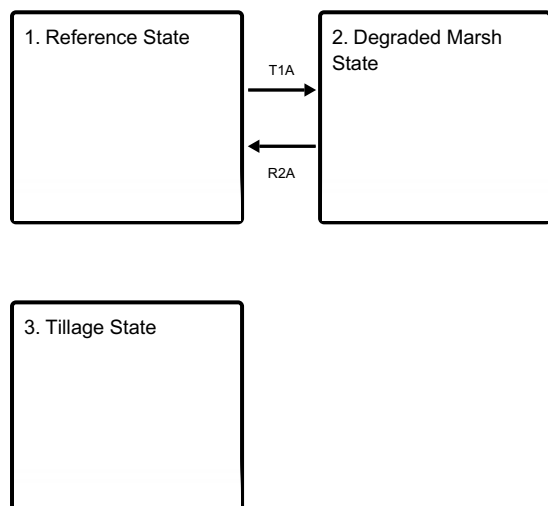 1. Reference State
2. Degraded Marsh
State
T1A
R2A
3. Tillage State